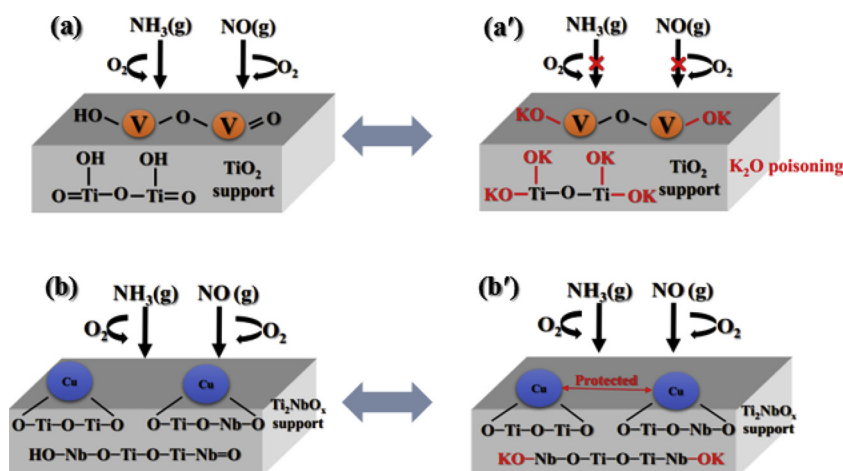 (a)
NH₃(g) NO(g)
O₂ O₂
HO V O V O
OH OH
O=Ti-O-Ti=O
TiO₂
support
(a′)
NH₃(g) NO(g)
O₂ O₂
KO V O V OK
OK OK
KO-Ti-O-Ti-OK
TiO₂
support
K₂O poisoning
(b)
NH₃(g) NO (g)
O₂ O₂
Cu Cu
O-Ti-O-Ti-O O-Ti-O-Nb-O
HO-Nb-O-Ti-O-Ti-Nb=O
Ti₂NbOₓ
support
(b′)
NH₃(g) NO (g)
O₂ O₂
Cu Protected Cu
O-Ti-O-Ti-O O-Ti-O-Nb-O
KO-Nb-O-Ti-O-Ti-Nb-OK
Ti₂NbOₓ
support